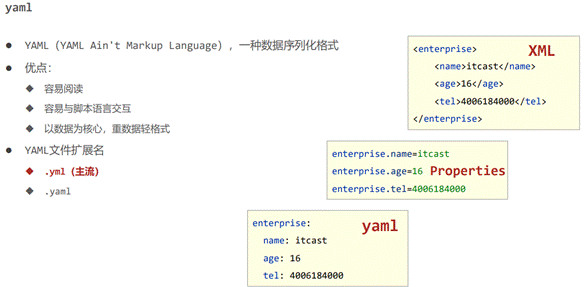 yaml
● YAML (YAML Ain't Markup Language) ，一种数据序列化格式
● 优点：
◆ 容易阅读
◆ 容易与脚本语言交互
◆ 以数据为核心，重数据轻格式
● YAML文件扩展名
◆ .yml (主流)
◆ .yaml
XML
<enterprise>
<name>itcast</name>
<age>16</age>
<tel>4006184000</tel>
</enterprise>
Properties
enterprise.name=itcast
enterprise.age=16
enterprise.tel=4006184000
yaml
enterprise:
name: itcast
age: 16
tel: 4006184000